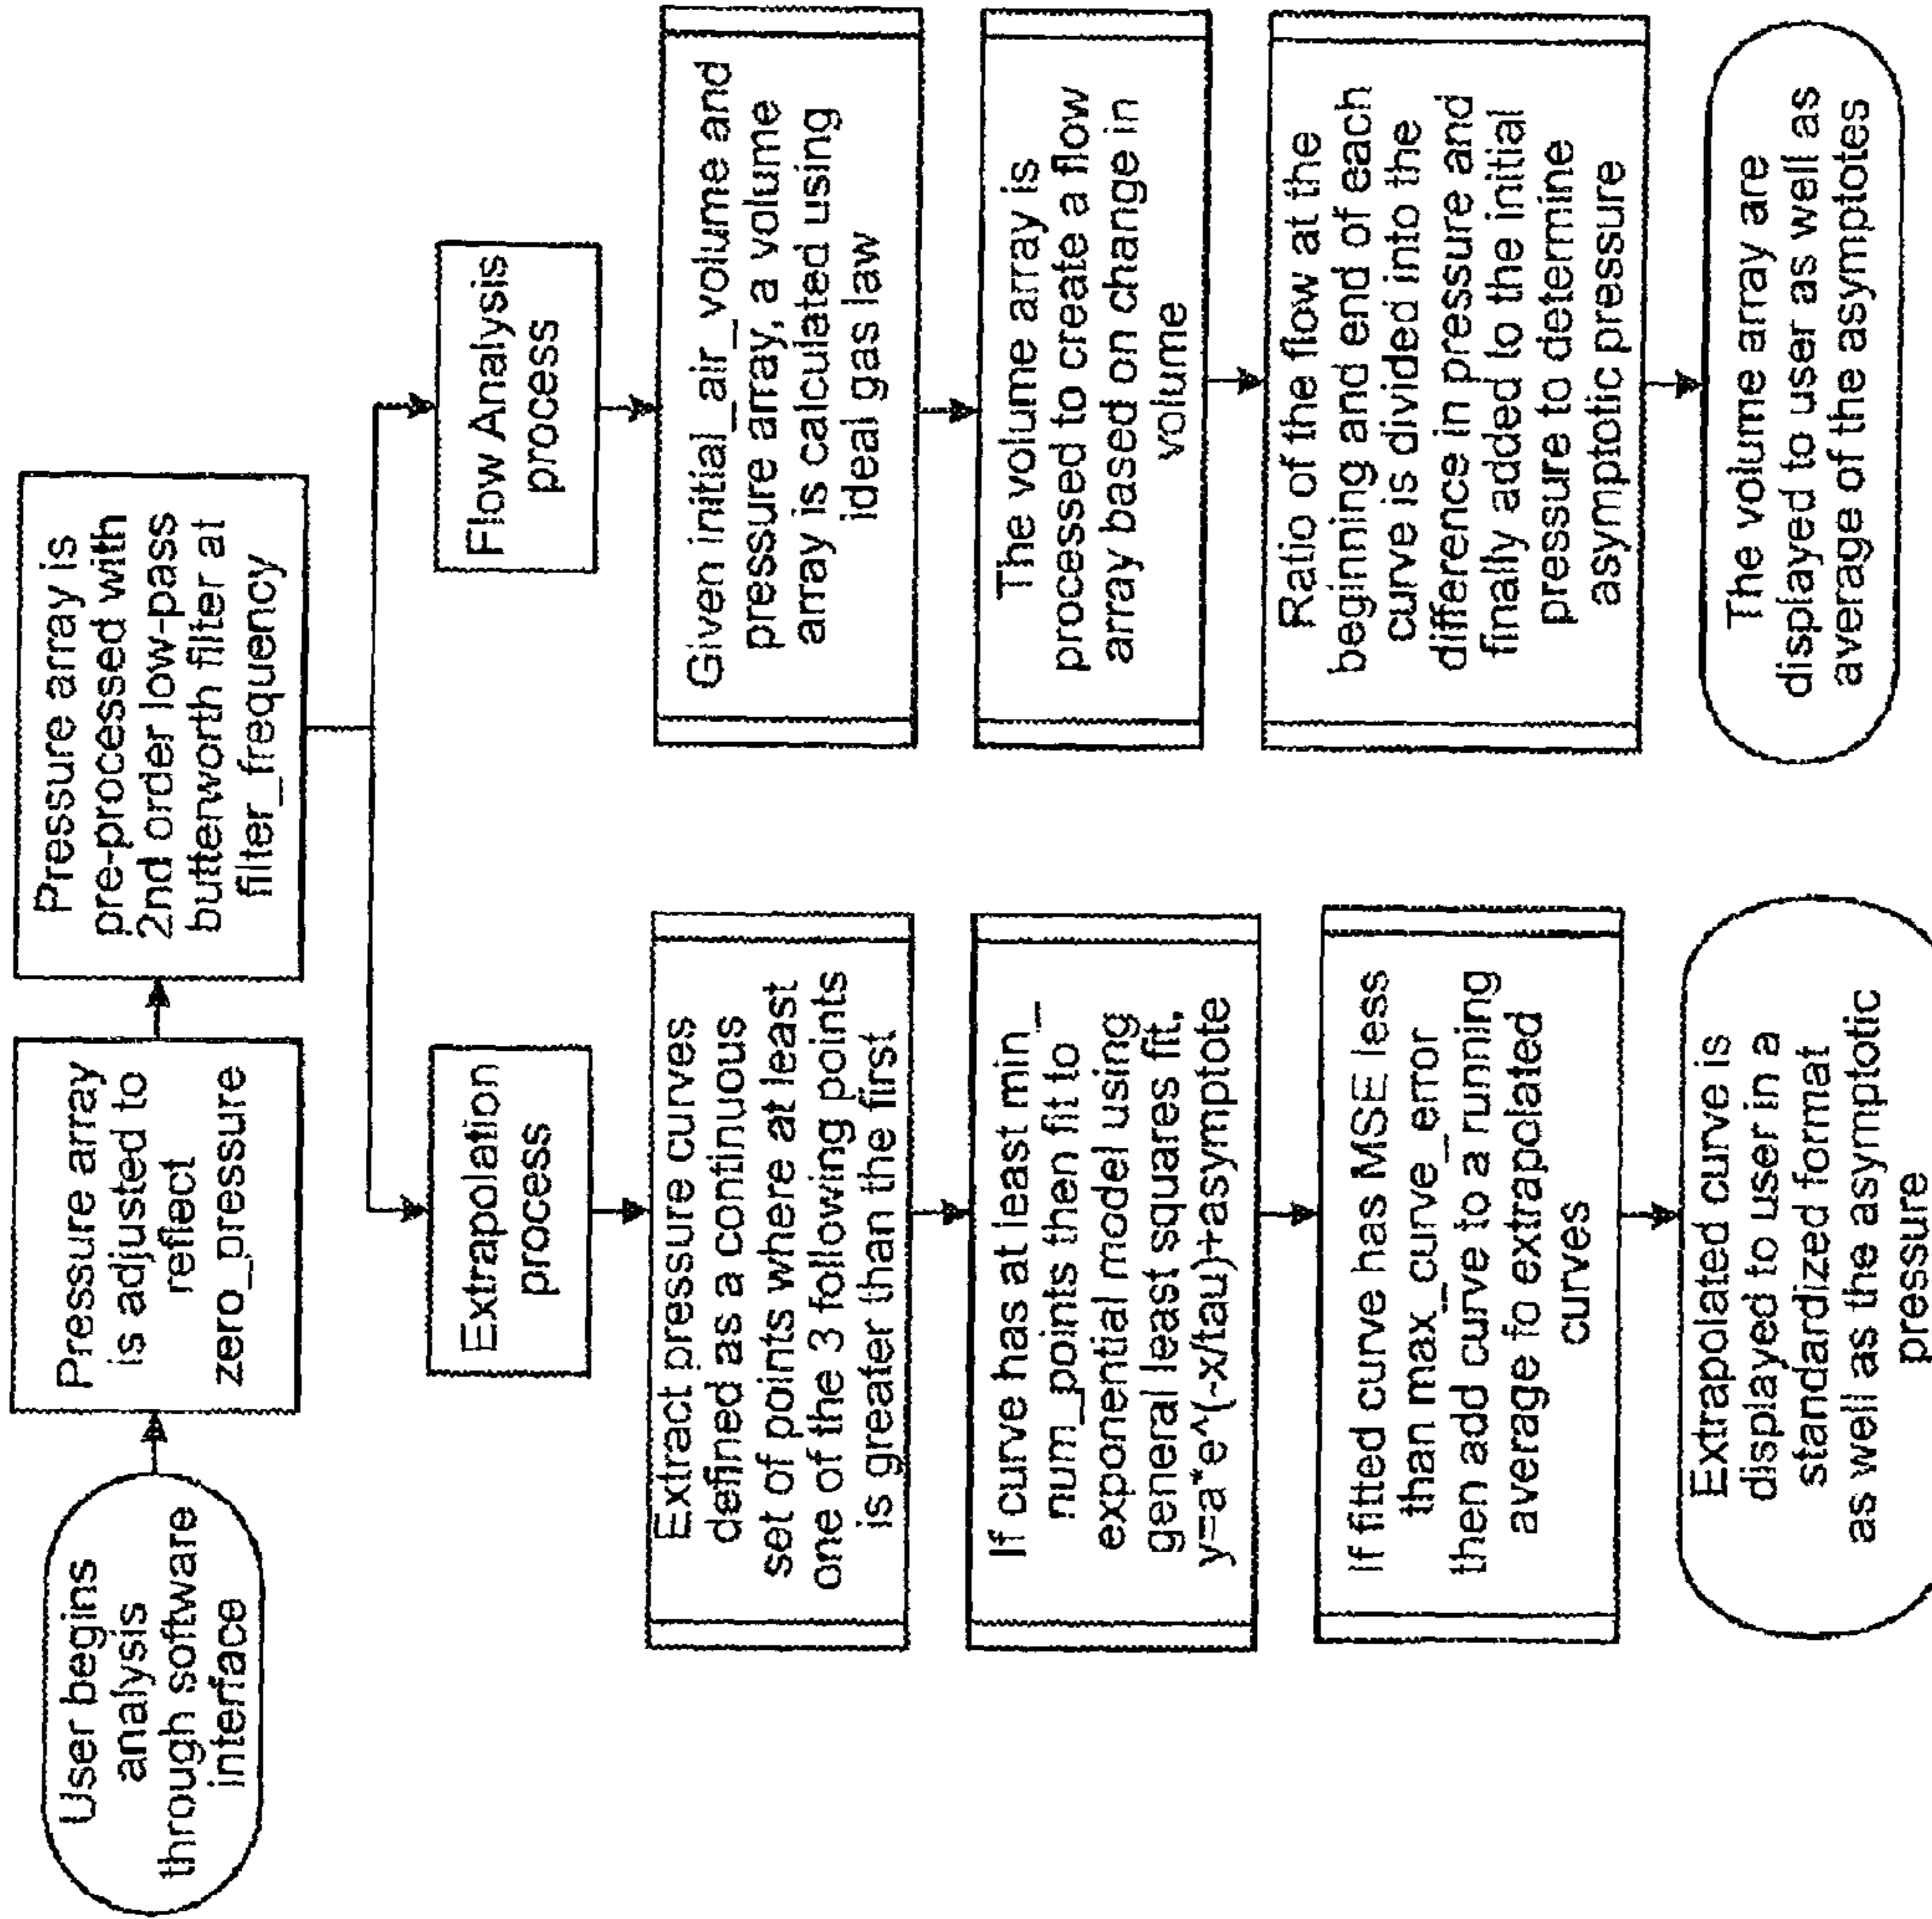 User begins
analysis
through software
interface
Pressure array
is adjusted to
reflect
zero_pressure
Pressure array is
pre-processed with
2nd order low-pass
butterworth filter at
filter_frequency
Extrapolation
process
Extract pressure curves
defined as a continuous
set of points where at least
one of the 3 following points
is greater than the first
If curve has at least min_
num_points then fit to
exponential model using
general least squares fit,
y=a*e^(-x/tau)+asymptote
If fitted curve has MSE less
than max_curve_error
then add curve to a running
average fo extrapolated
curves
Extrapolated curve is
displayed to user in a
standardized format
as well as the asymptotic
pressure
Flow Analysis
process
Given initial_air_volume and
pressure array, a volume
array is calculated using
ideal gas law
The volume array is
processed to create a flow
array based on change in
volume
Ratio of the flow at the
beginning and end of each
curve is divided into the
difference in pressure and
finally added to the initial
pressure to determine
asymptotic pressure
The volume array are
displayed to user as well as
average of the asymptotes